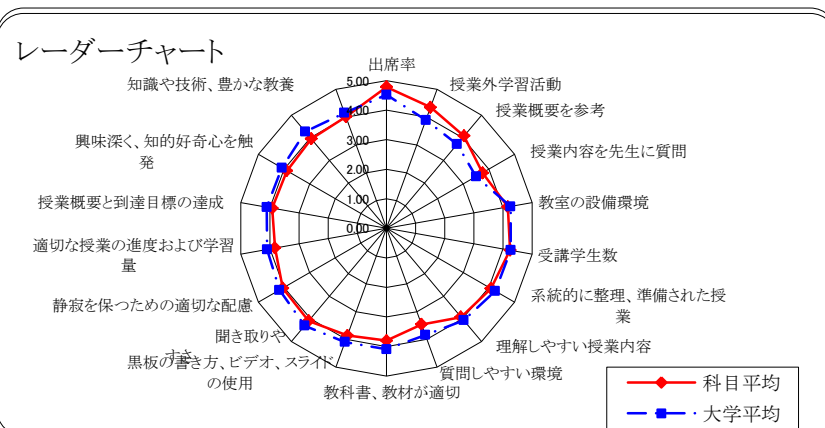 レーダーチャート
出席率
授業外学習活動
授業概要を参考
授業内容を先生に質問
教室の設備環境
受講学生数
系統的に整理、準備された授
業
理解しやすい授業内容
質問しやすい環境
教科書、教材が適切
黒板の書き方、ビデオ、スライド
の使用
聞き取りや
すさ
静寂を保つための適切な配慮
適切な授業の進度および学習
量
授業概要と到達目標の達成
興味深く、知的好奇心を触
発
知識や技術、豊かな教養
5.00
4.00
3.00
2.00
1.00
0.00
科目平均
大学平均